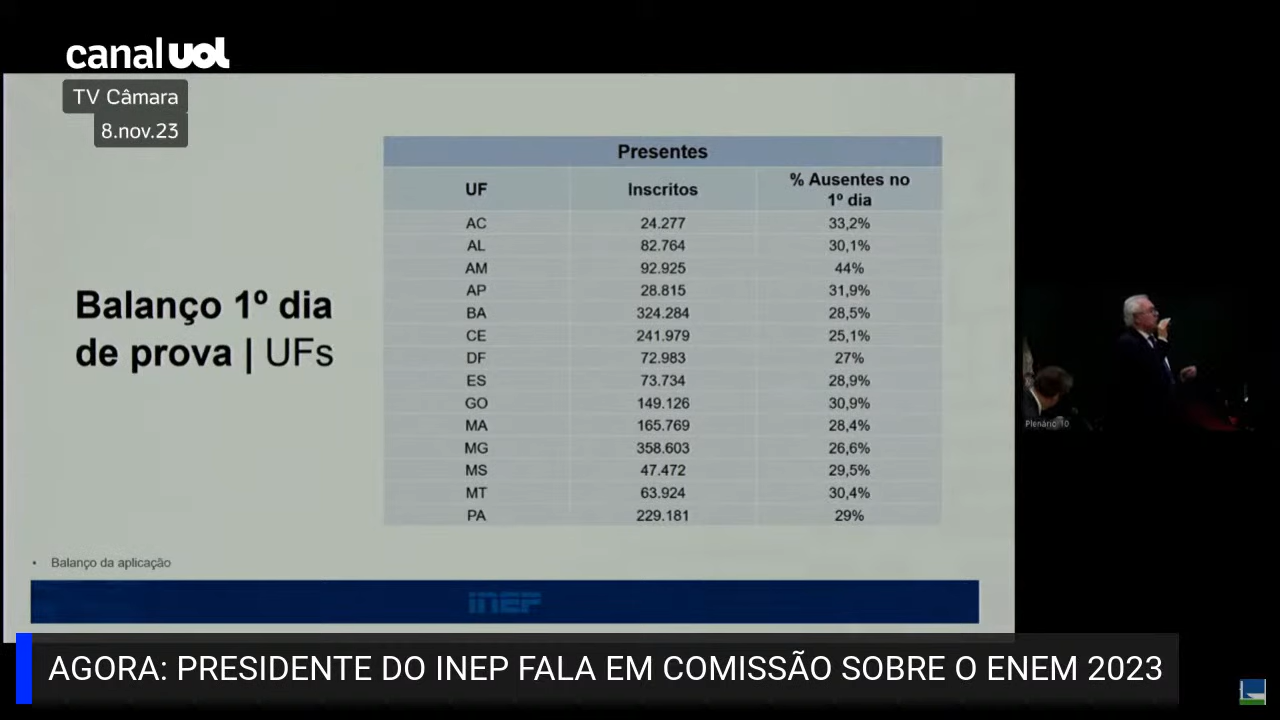 canal UOL
TV Câmara
8.nov.23
Balanço 1º dia
de prova | UFs
Presentes
UF Inscritos % Ausentes no 1º dia
AC 24.277 33,2%
AL 82.764 30,1%
AM 92.925 44%
AP 28.815 31,9%
BA 324.284 28,5%
CE 241.979 25,1%
DF 72.983 27%
ES 73.734 28,9%
GO 149.126 30,9%
MA 165.769 28,4%
MG 358.603 26,6%
MS 47.472 29,5%
MT 63.924 30,4%
PA 229.181 29%
• Balanço da aplicação
inep
Plenário 10
AGORA: PRESIDENTE DO INEP FALA EM COMISSÃO SOBRE O ENEM 2023